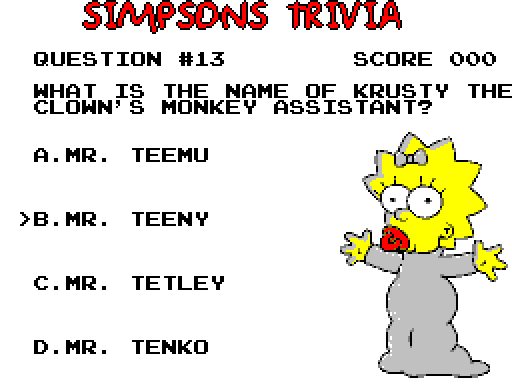 SIMPSONS TRIVIA
QUESTION #13 SCORE 000
WHAT IS THE NAME OF KRUSTY THE
CLOWN'S MONKEY ASSISTANT?
A.MR. TEEMU
>B.MR. TEENY
C.MR. TETLEY
D.MR. TENKO